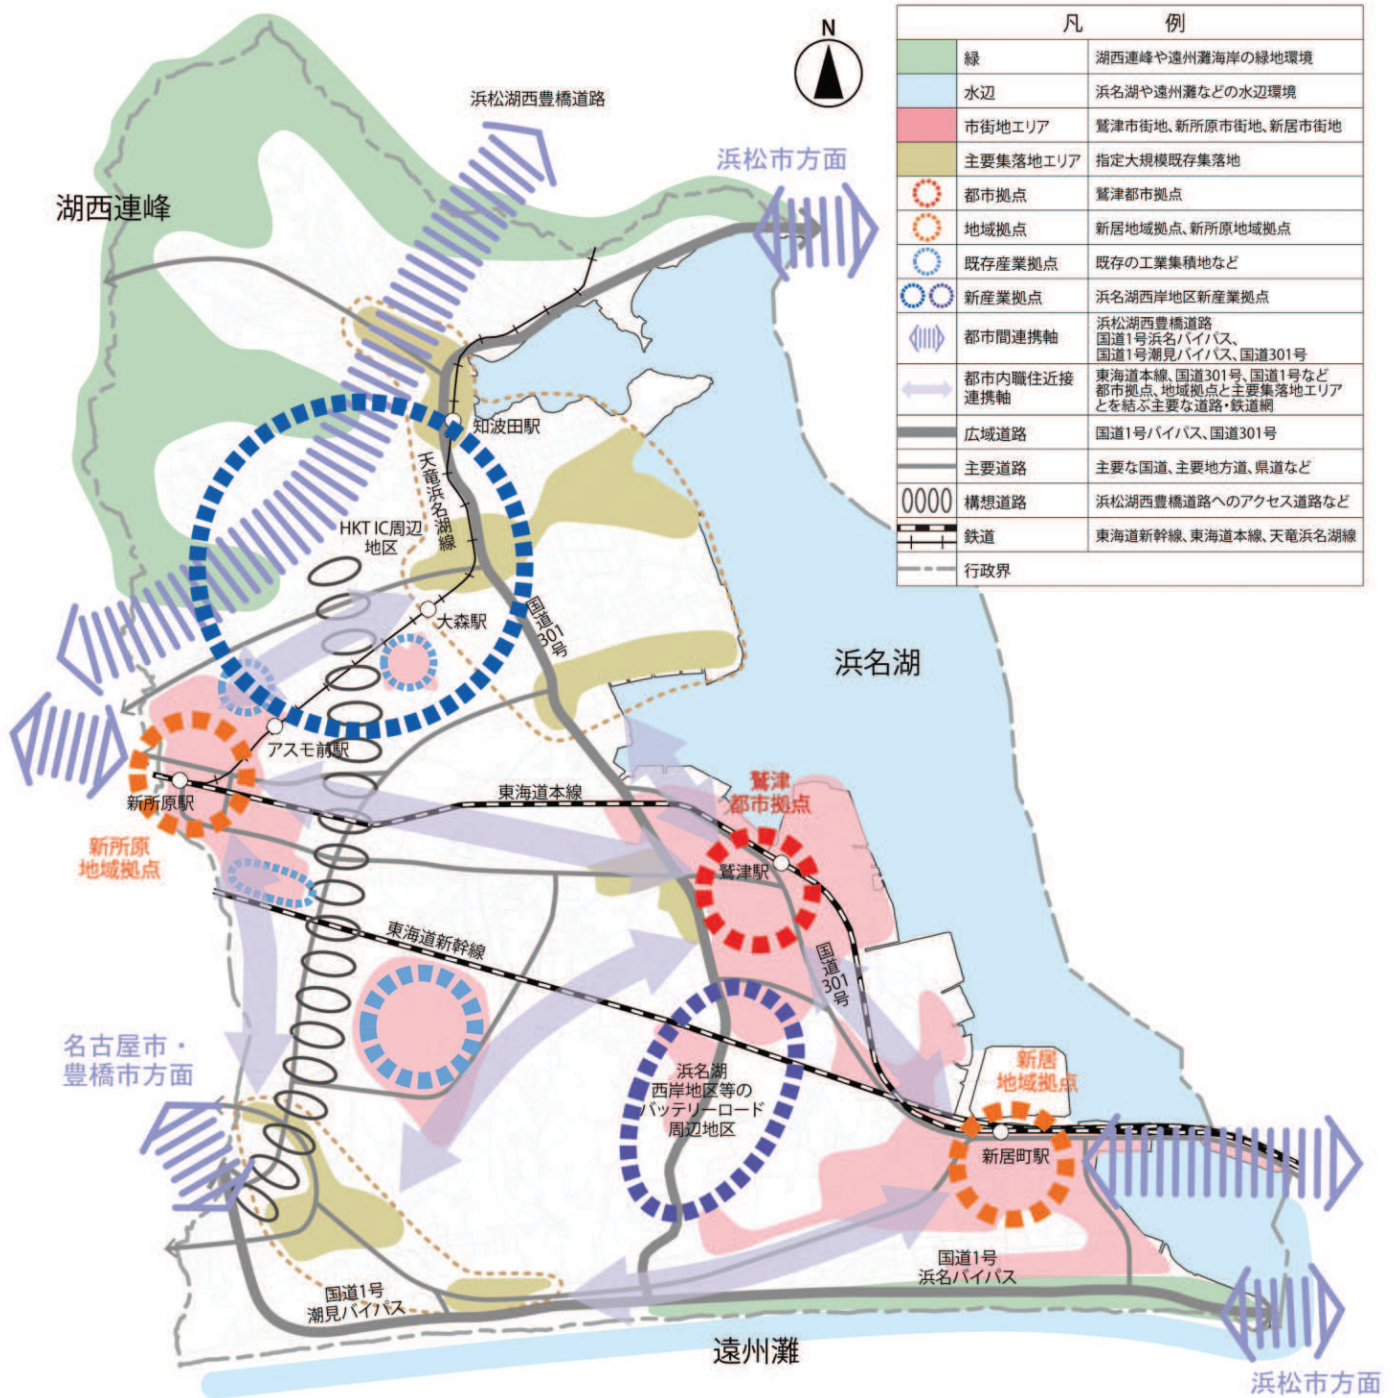 凡 例
緑 湖西連峰や遠州灘海岸の緑地環境
水辺 浜名湖や遠州灘などの水辺環境
市街地エリア 鷲津市街地、新所原市街地、新居市街地
主要集落地エリア 指定大規模既存集落地
都市拠点 鷲津都市拠点
地域拠点 新居地域拠点、新所原地域拠点
既存産業拠点 既存の工業集積地など
新産業拠点 浜名湖西岸地区新産業拠点
都市間連携軸
浜松湖西豊橋道路
国道1号浜名バイパス、
国道1号潮見バイパス、国道301号
都市内職住近接
連携軸
東海道本線、国道301号、国道1号など
都市拠点、地域拠点と主要集落地エリア
とを結ぶ主要な道路・鉄道網
広域道路 国道1号バイパス、国道301号
主要道路 主要な国道、主要地方道、県道など
構想道路 浜松湖西豊橋道路へのアクセス道路など
鉄道 東海道新幹線、東海道本線、天竜浜名湖線
行政界
N
浜松湖西豊橋道路
浜松市方面
湖西連峰
知波田駅
天竜浜名湖線
HKT IC周辺
地区
大森駅
国道301号
浜名湖
アスモ前駅
新所原駅
東海道本線
鷲津
都市拠点
新所原
地域拠点
鷲津駅
東海道新幹線
国道301号
名古屋市・
豊橋市方面
浜名湖
西岸地区等の
バッテリーロード
周辺地区
新居
地域拠点
新居町駅
国道1号
浜名バイパス
国道1号
潮見バイパス
遠州灘
浜松市方面